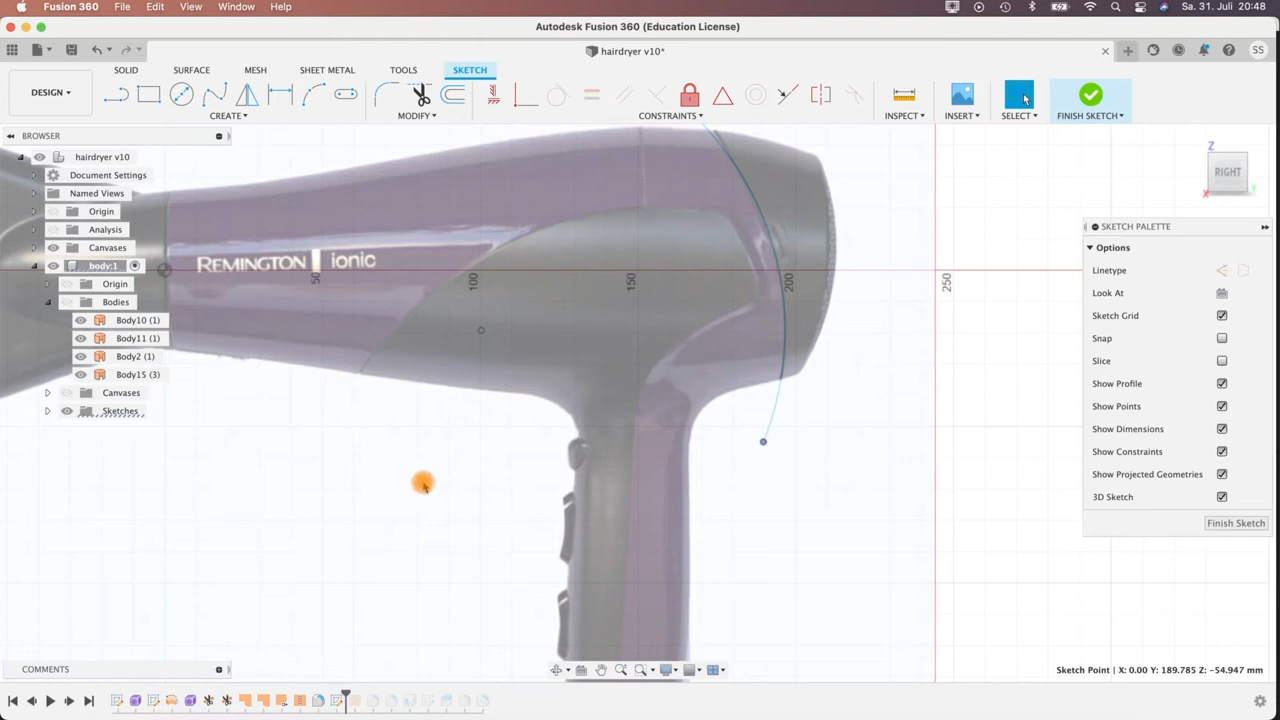 Fusion 360 File Edit View Window Help Sa. 31. Juli 20:48
Autodesk Fusion 360 (Education License)
hairdryer v10*
SS
DESIGN
SOLID SURFACE MESH SHEET METAL TOOLS SKETCH
CREATE MODIFY CONSTRAINTS INSPECT INSERT SELECT FINISH SKETCH
BROWSER
hairdryer v10
Document Settings
Named Views
Origin
Analysis
Canvases
body:1
Origin
Bodies
Body10 (1)
Body11 (1)
Body2 (1)
Body15 (3)
Canvases
Sketches
REMINGTON ionic
50
100
150
200
250
Z
RIGHT
X
Y
SKETCH PALETTE
Options
Linetype
Look At
Sketch Grid
Snap
Slice
Show Profile
Show Points
Show Dimensions
Show Constraints
Show Projected Geometries
3D Sketch
Finish Sketch
COMMENTS
Sketch Point | X: 0.00 Y: 189.785 Z: -54.947 mm